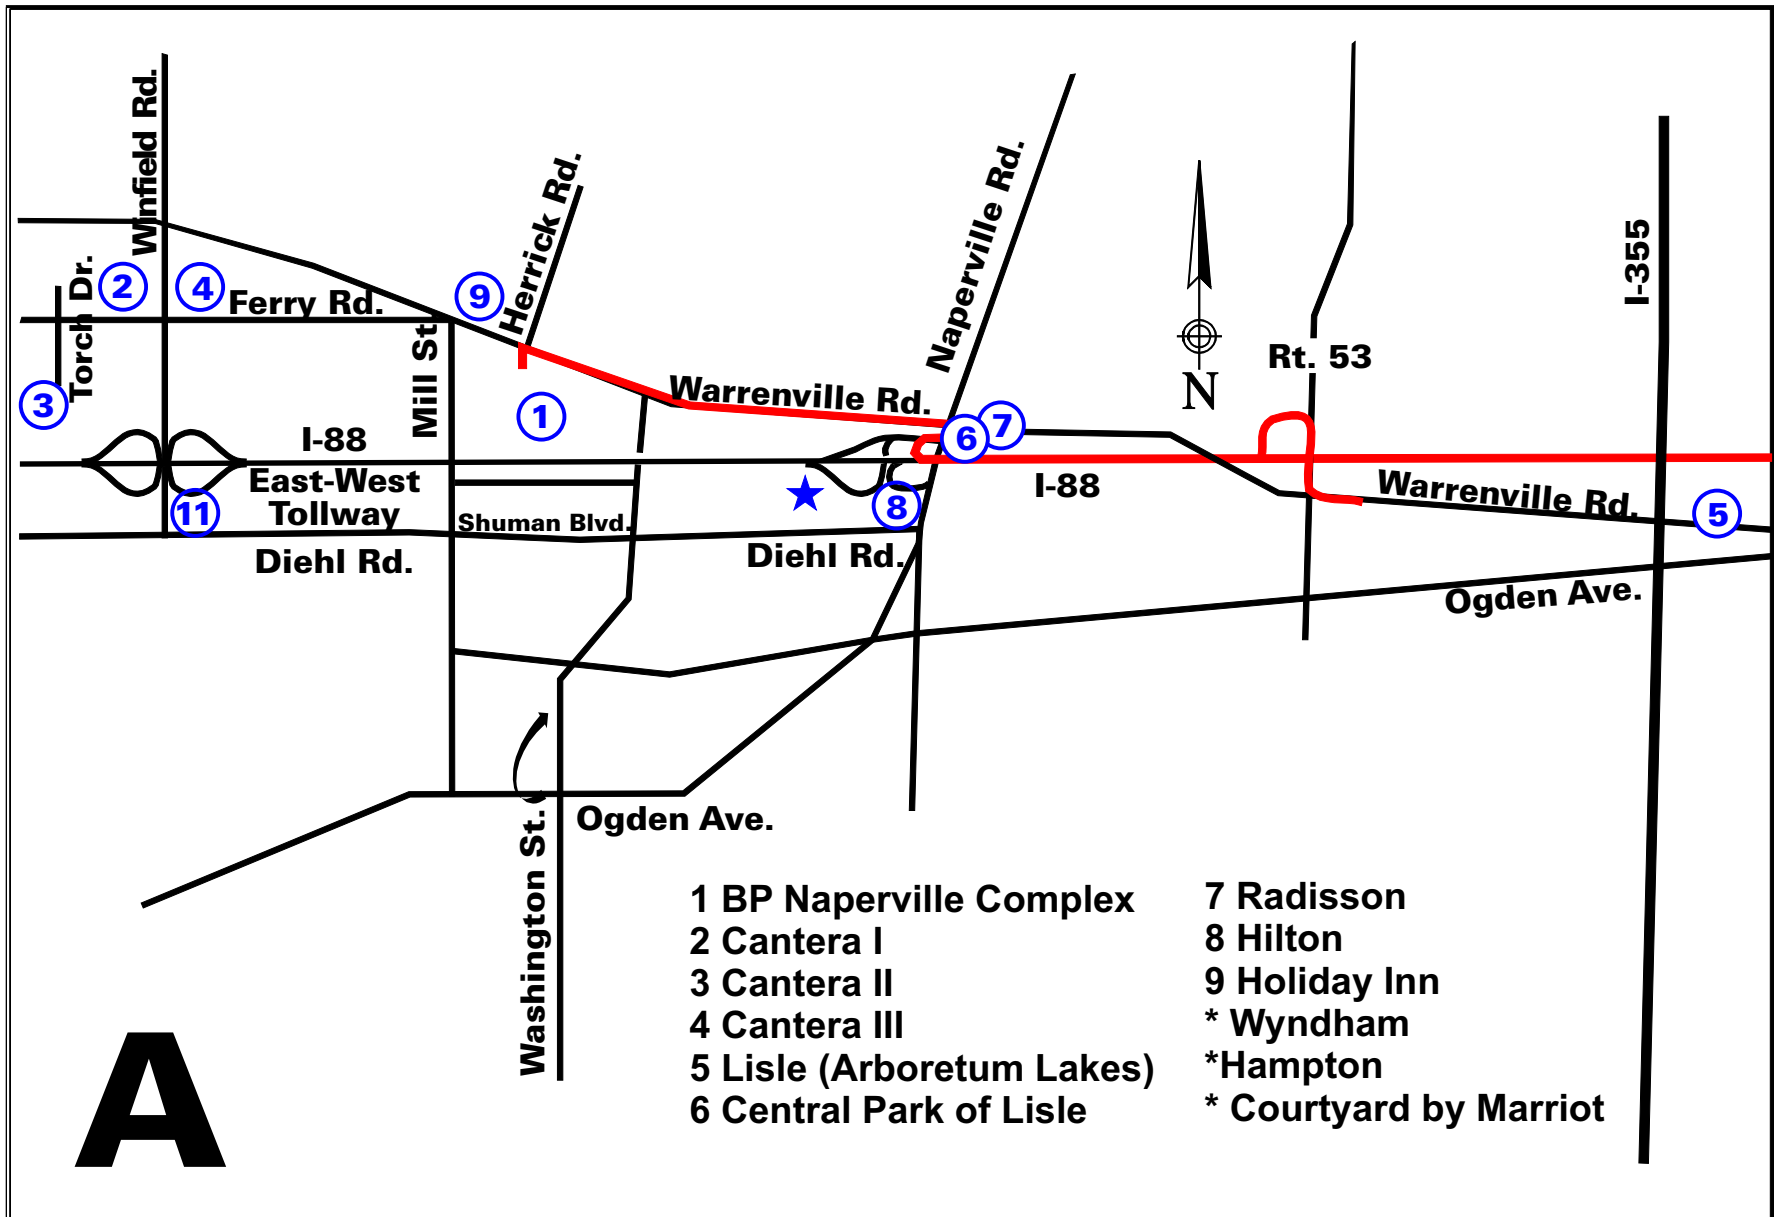 Winfield Rd.
Herrick Rd.
Naperville Rd.
I-355
2
4
9
Ferry Rd.
Torch Dr.
Mill St.
Rt. 53
N
3
1
Warrenville Rd.
6
7
I-88
East-West
Tollway
I-88
Warrenville Rd.
11
Shuman Blvd.
8
5
Diehl Rd.
Diehl Rd.
Ogden Ave.
Ogden Ave.
Washington St.
1 BP Naperville Complex
2 Cantera I
3 Cantera II
4 Cantera III
5 Lisle (Arboretum Lakes)
6 Central Park of Lisle
7 Radisson
8 Hilton
9 Holiday Inn
* Wyndham
*Hampton
* Courtyard by Marriot
A